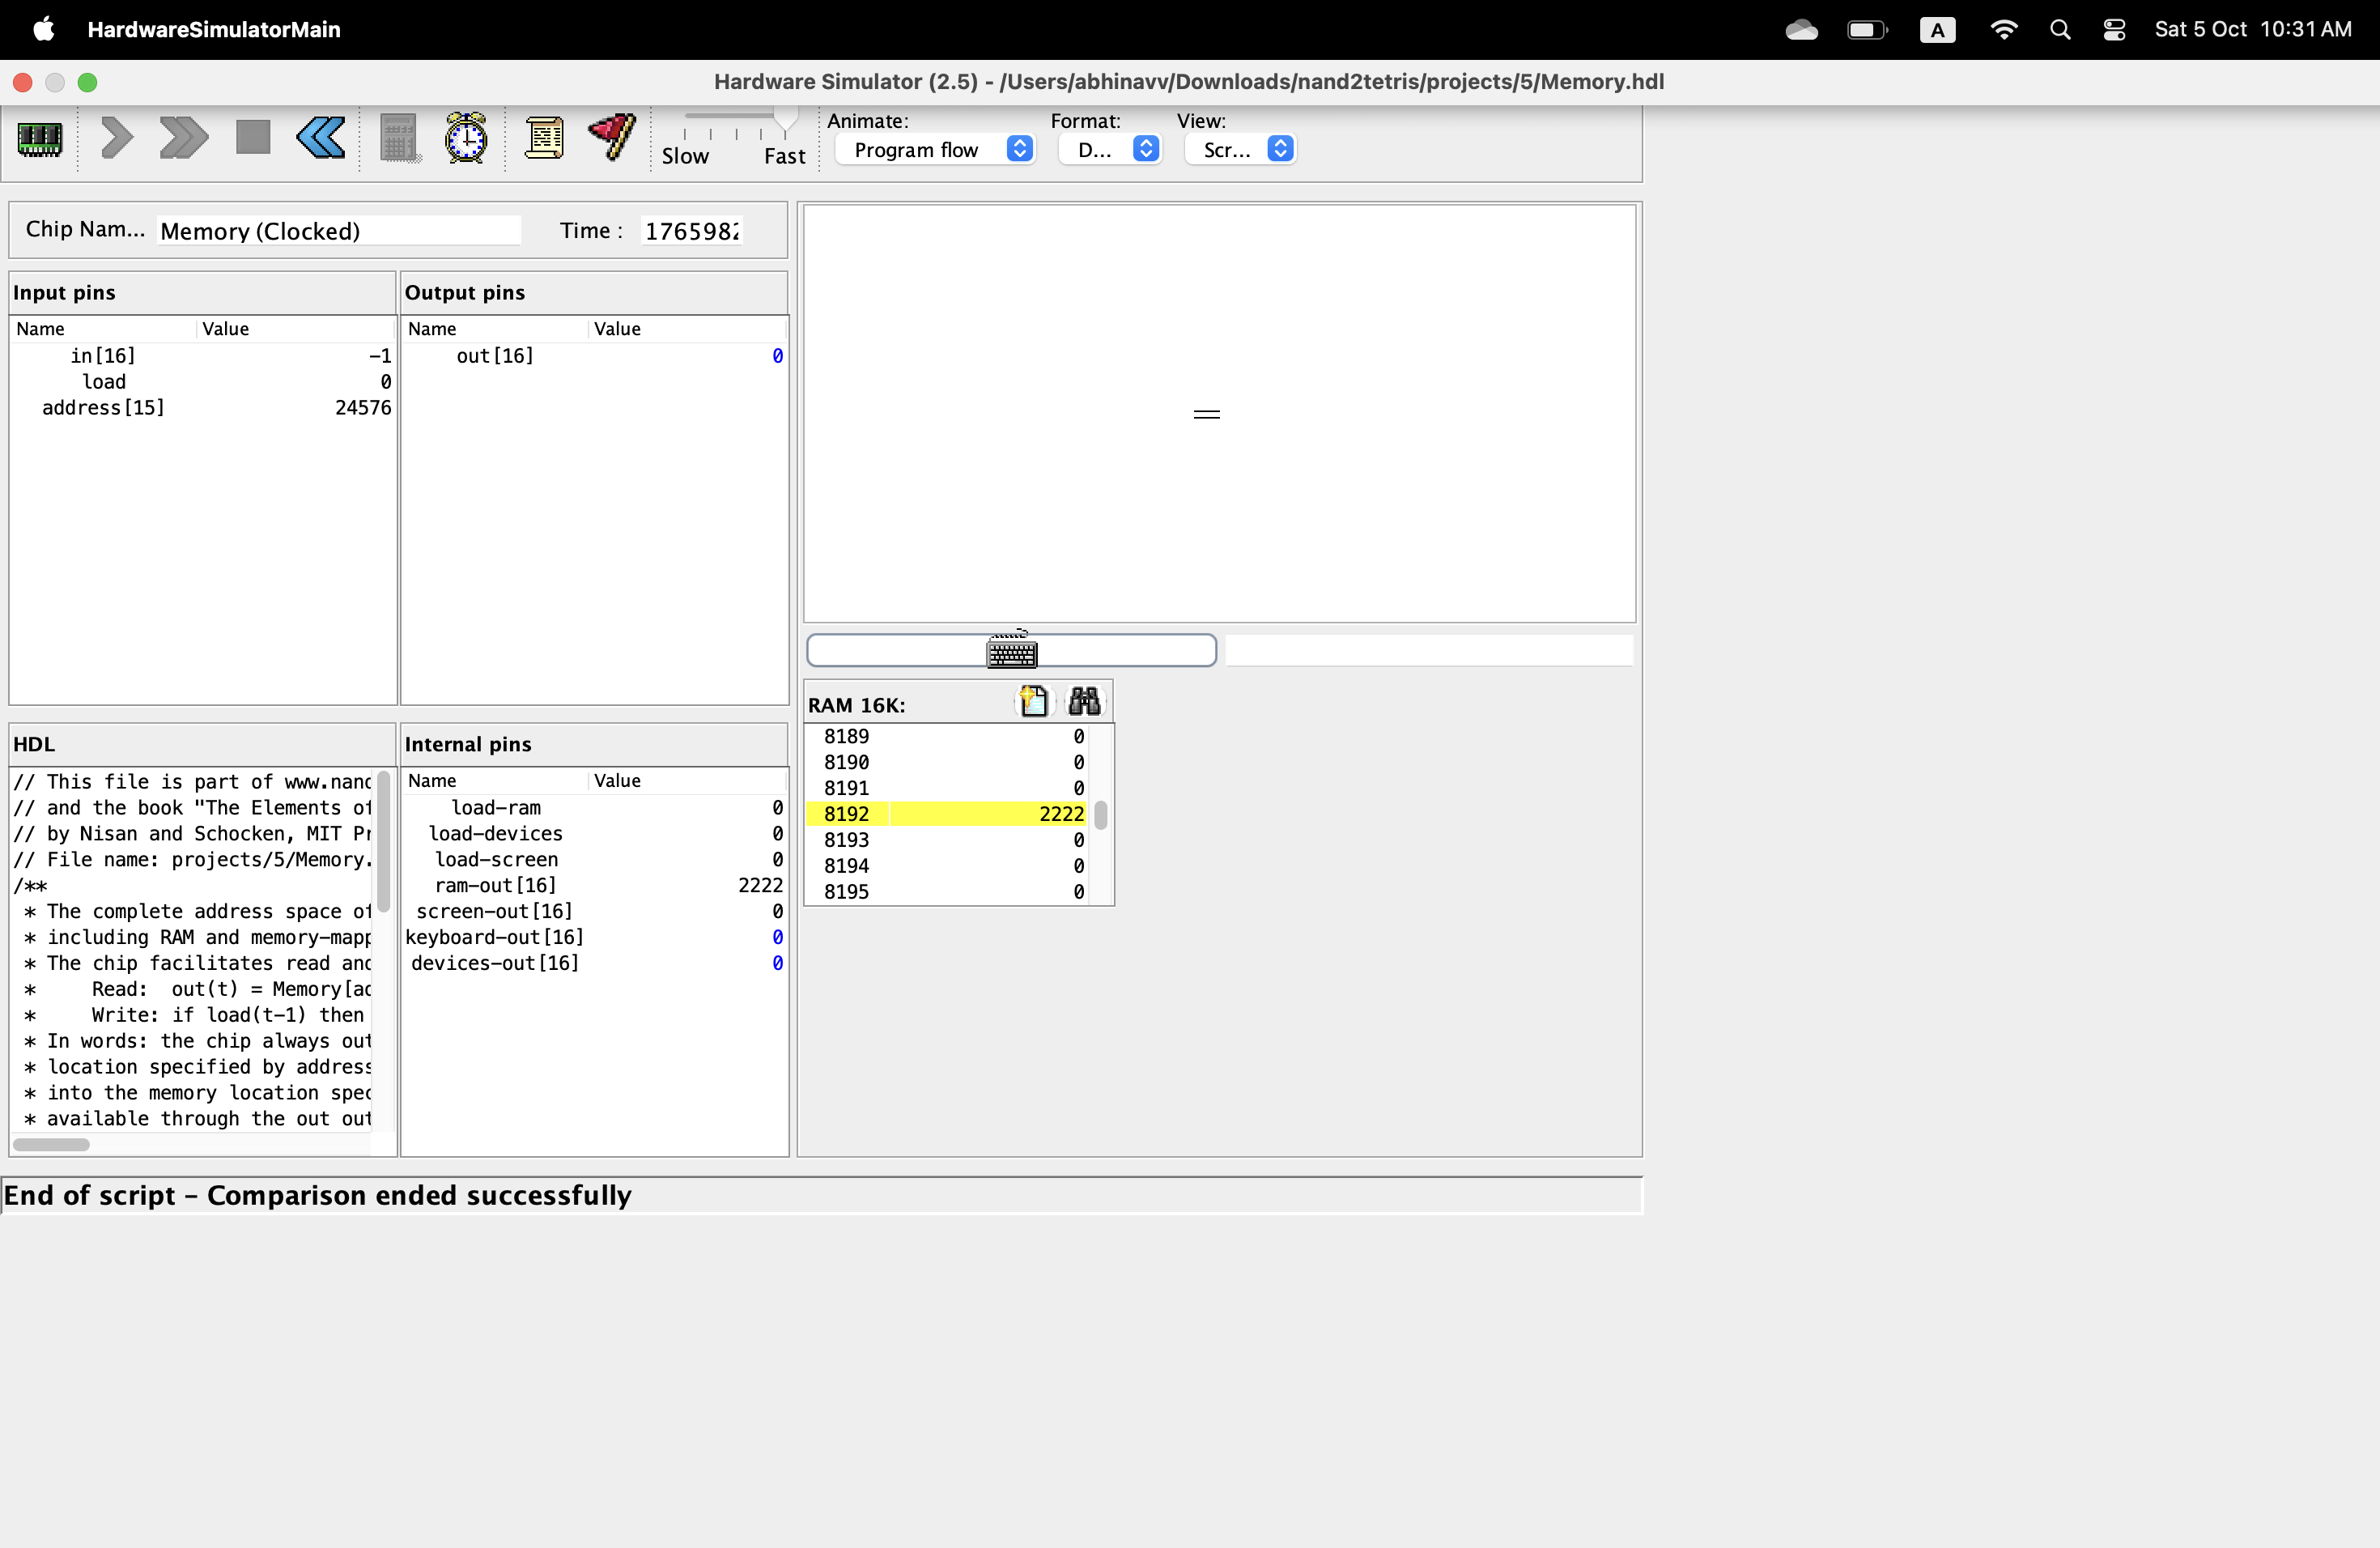 HardwareSimulatorMain
A
Sat 5 Oct 10:31 AM
Hardware Simulator (2.5) - /Users/abhinavv/Downloads/nand2tetris/projects/5/Memory.hdl
Slow
Fast
Animate:
Program flow
Format:
D...
View:
Scr...
Chip Nam...
Memory (Clocked)
Time :
1765982
Input pins
Name Value
in[16] -1
load 0
address[15] 24576
Output pins
Name Value
out[16] 0
HDL
// This file is part of www.nand
// and the book "The Elements of
// by Nisan and Schocken, MIT Pr
// File name: projects/5/Memory.
/**
* The complete address space of
* including RAM and memory-mapp
* The chip facilitates read and
* Read: out(t) = Memory[ad
* Write: if load(t-1) then
* In words: the chip always out
* location specified by address
* into the memory location spec
* available through the out out
Internal pins
Name Value
load-ram 0
load-devices 0
load-screen 0
ram-out[16] 2222
screen-out[16] 0
keyboard-out[16] 0
devices-out[16] 0
RAM 16K:
8189 0
8190 0
8191 0
8192 2222
8193 0
8194 0
8195 0
End of script - Comparison ended successfully